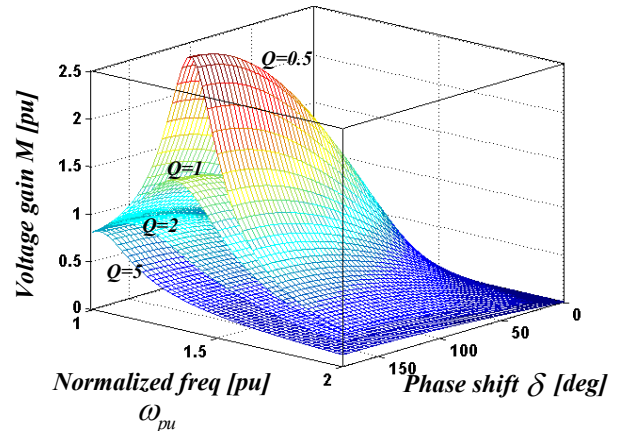 Voltage gain M [pu]
2.5
2
1.5
1
0.5
0
Q=0.5
Q=1
Q=2
Q=5
1
1.5
2
Normalized freq [pu]
ω_pu
150
100
50
0
Phase shift δ [deg]